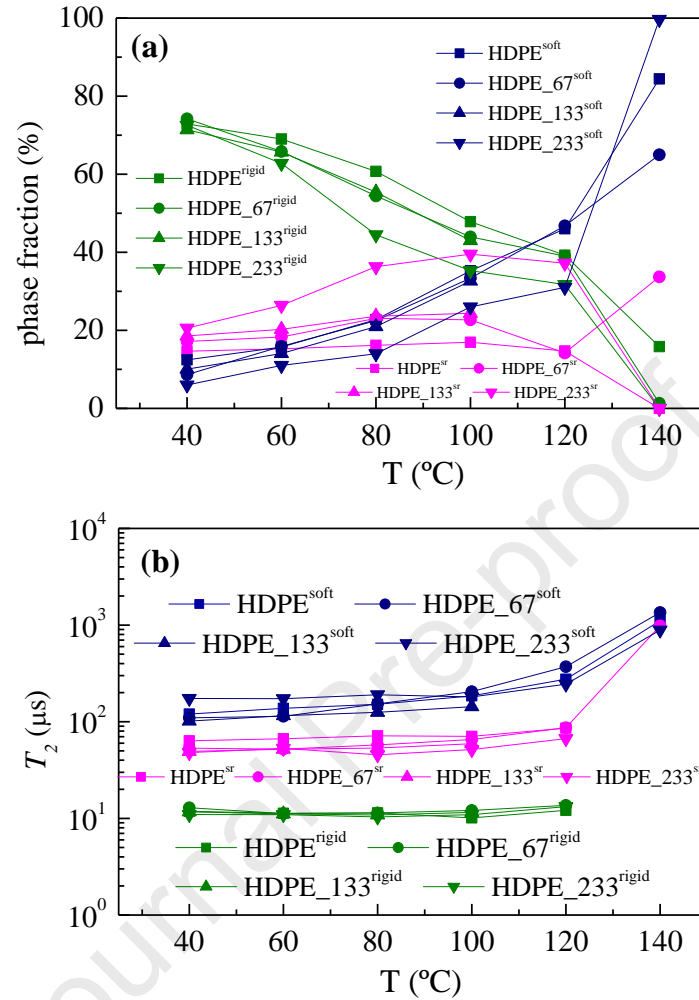 100
80
60
40
20
0
phase fraction (%)
(a)
HDPE^soft
HDPE_67^soft
HDPE_133^soft
HDPE_233^soft
HDPE^rigid
HDPE_67^rigid
HDPE_133^rigid
HDPE_233^rigid
HDPE^sr HDPE_67^sr
HDPE_133^sr HDPE_233^sr
40 60 80 100 120 140
T (ºC)
10^4
10^3
10^2
10^1
10^0
T_2 (µs)
(b)
HDPE^soft HDPE_67^soft
HDPE_133^soft HDPE_233^soft
HDPE^sr HDPE_67^sr HDPE_133^sr HDPE_233^s
HDPE^rigid HDPE_67^rigid
HDPE_133^rigid HDPE_233^rigid
40 60 80 100 120 140
T (ºC)
ournal Pre-proof